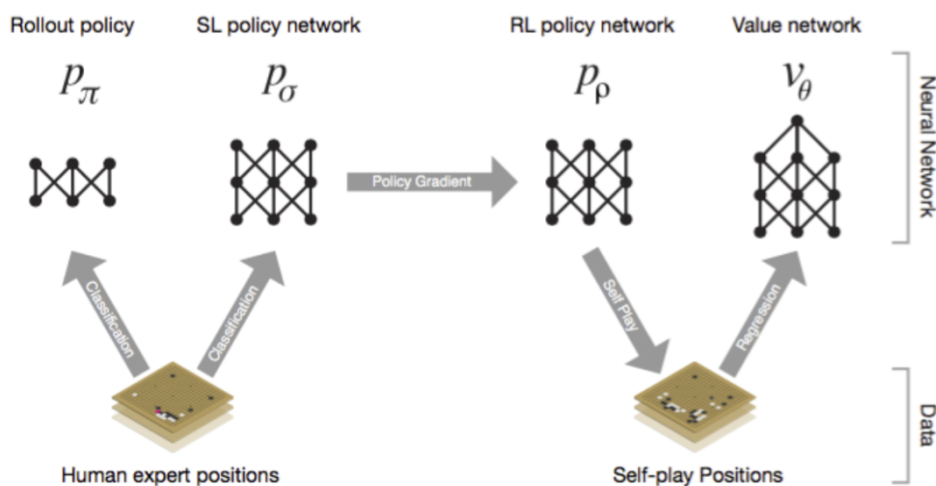 Rollout policy
SL policy network
RL policy network
Value network
pπ
pσ
pρ
vθ
Neural Network
Policy Gradient
Classification
Classification
Self Play
Regression
Data
Human expert positions
Self-play Positions